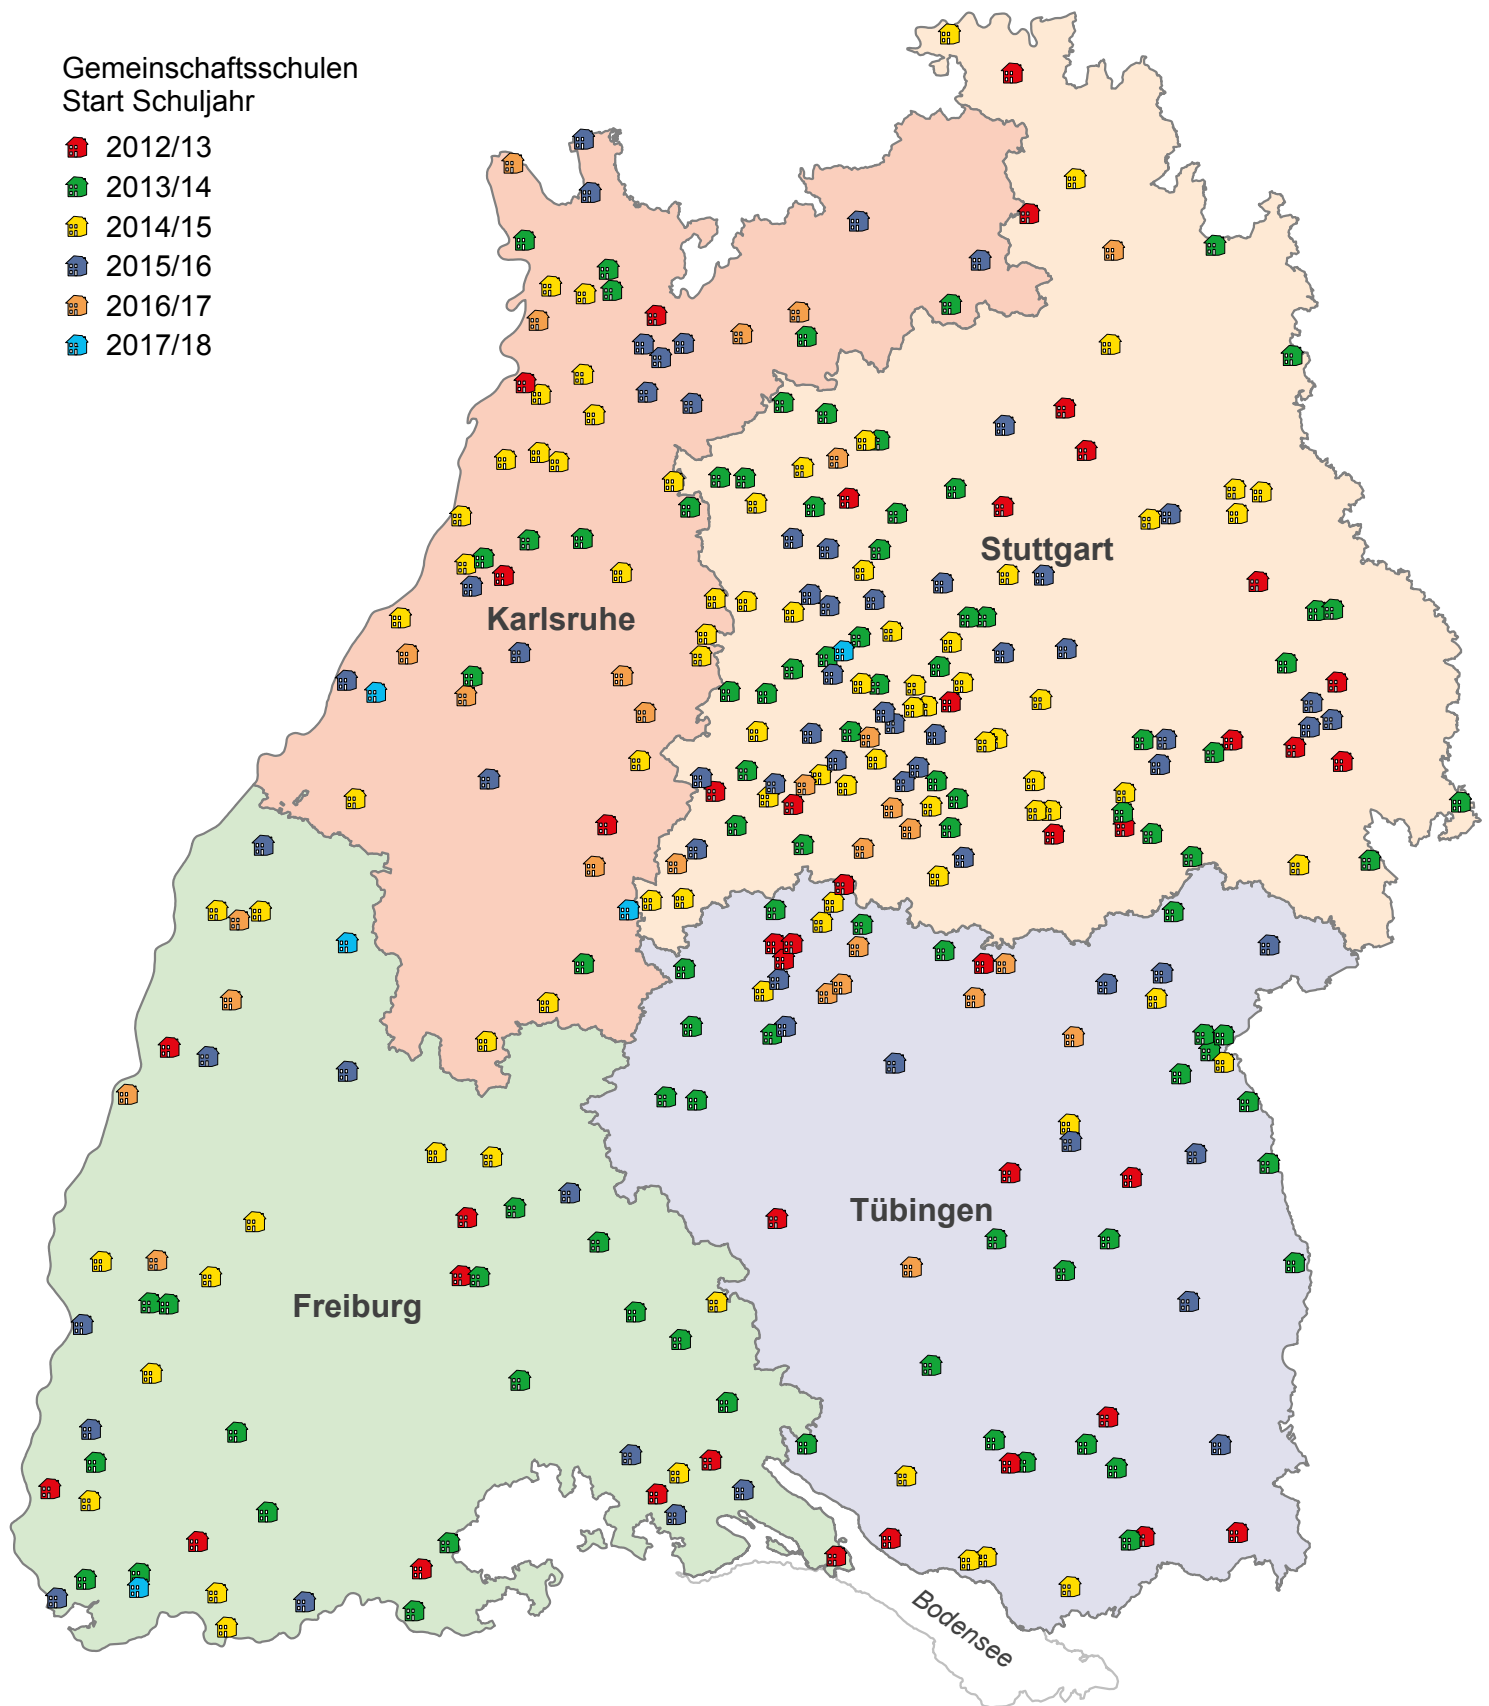 Gemeinschaftsschulen
Start Schuljahr
2012/13
2013/14
2014/15
2015/16
2016/17
2017/18
Stuttgart
Karlsruhe
Tübingen
Freiburg
Bodensee